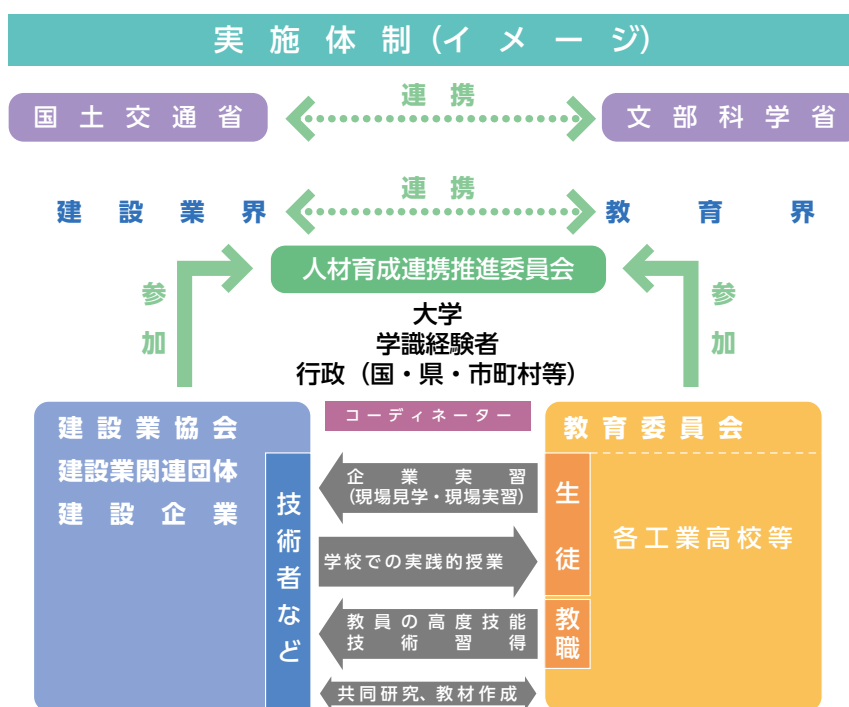 実施体制(イメージ)
連携
国土交通省
文部科学省
連携
建設業界
教育界
人材育成連携推進委員会
参加
参加
大学
学識経験者
行政（国・県・市町村等）
コーディネーター
建設業協会
建設業関連団体
建設企業
技術者など
教育委員会
生徒
教職
各工業高校等
企業実習
(現場見学・現場実習)
学校での実践的授業
教員の高度技能
技術習得
共同研究、教材作成